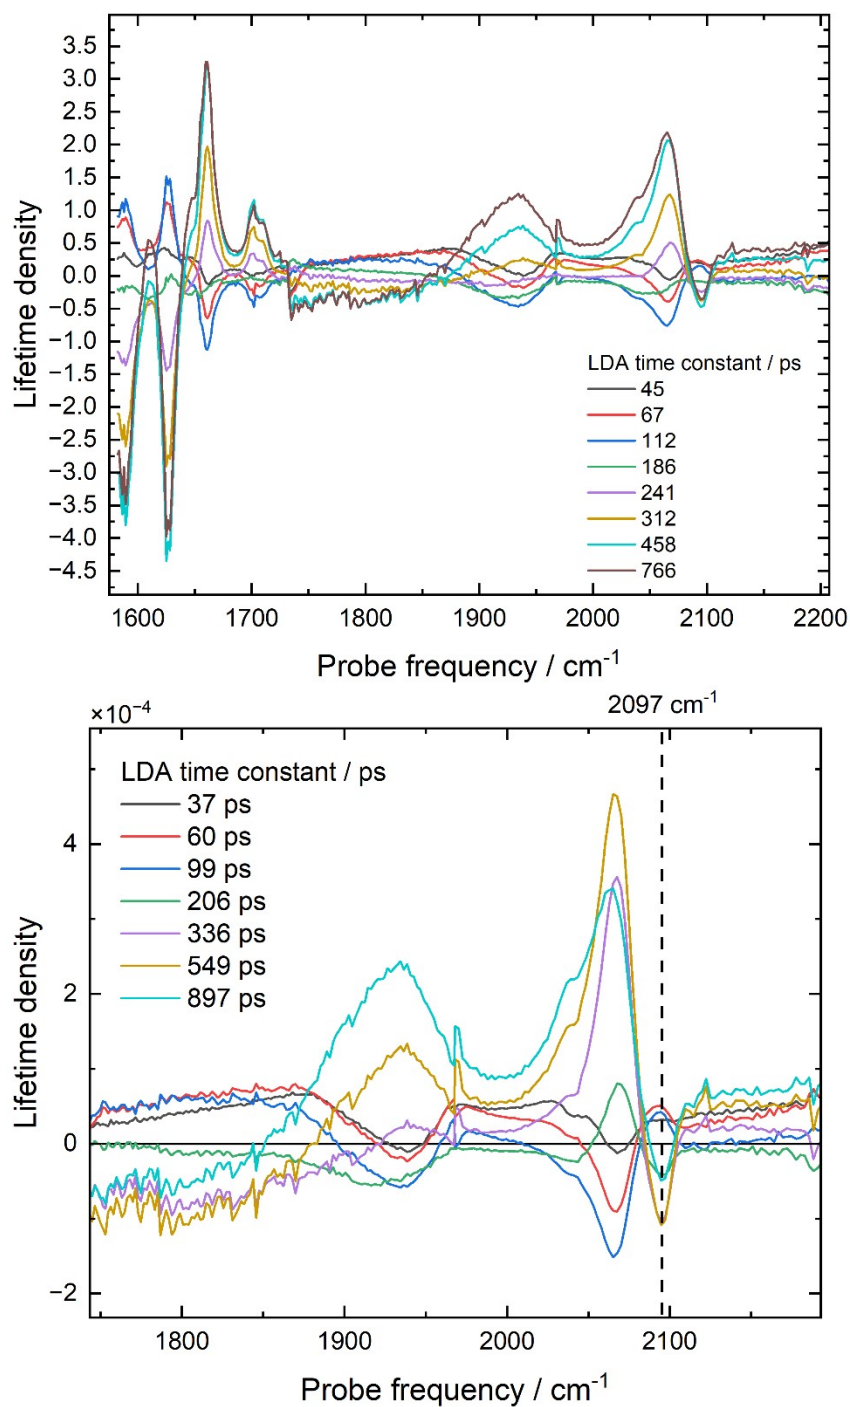 3.5
3.0
2.5
2.0
1.5
1.0
0.5
0.0
−0.5
−1.0
−1.5
−2.0
−2.5
−3.0
−3.5
−4.0
−4.5
Lifetime density
LDA time constant / ps
45
67
112
186
241
312
458
766
1600 1700 1800 1900 2000 2100 2200
Probe frequency / cm⁻¹
×10⁻⁴
2097 cm⁻¹
LDA time constant / ps
37 ps
60 ps
99 ps
206 ps
336 ps
549 ps
897 ps
4
2
0
−2
Lifetime density
1800 1900 2000 2100
Probe frequency / cm⁻¹